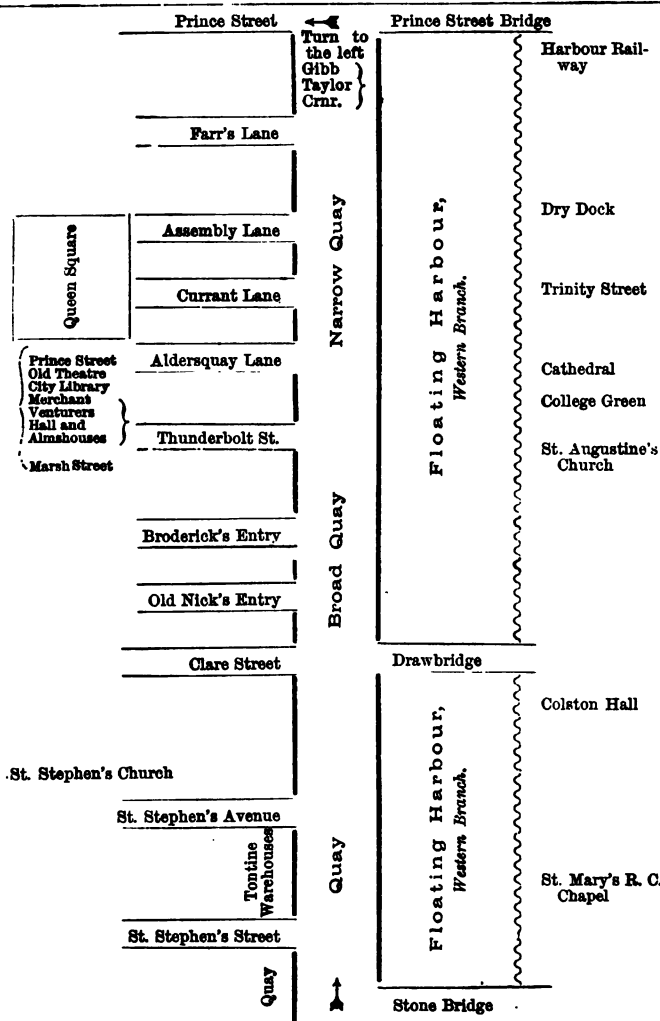 Prince Street
Prince Street Bridge
Turn to
the left
Gibb
Taylor
Crnr.
Harbour Rail-
way
Farr's Lane
Narrow Quay
Floating Harbour,
Western Branch.
Dry Dock
Queen Square
Assembly Lane
Currant Lane
Trinity Street
Prince Street
Old Theatre
City Library
Merchant
Venturers
Hall and
Almshouses
Marsh Street
Aldersquay Lane
Cathedral
College Green
Thunderbolt St.
St. Augustine's
Church
Broad Quay
Broderick's Entry
Old Nick's Entry
Clare Street
Drawbridge
Floating Harbour,
Western Branch.
Colston Hall
St. Stephen's Church
St. Stephen's Avenue
Tontine
Warehouses
Quay
St. Mary's R. C.
Chapel
St. Stephen's Street
Quay
Stone Bridge